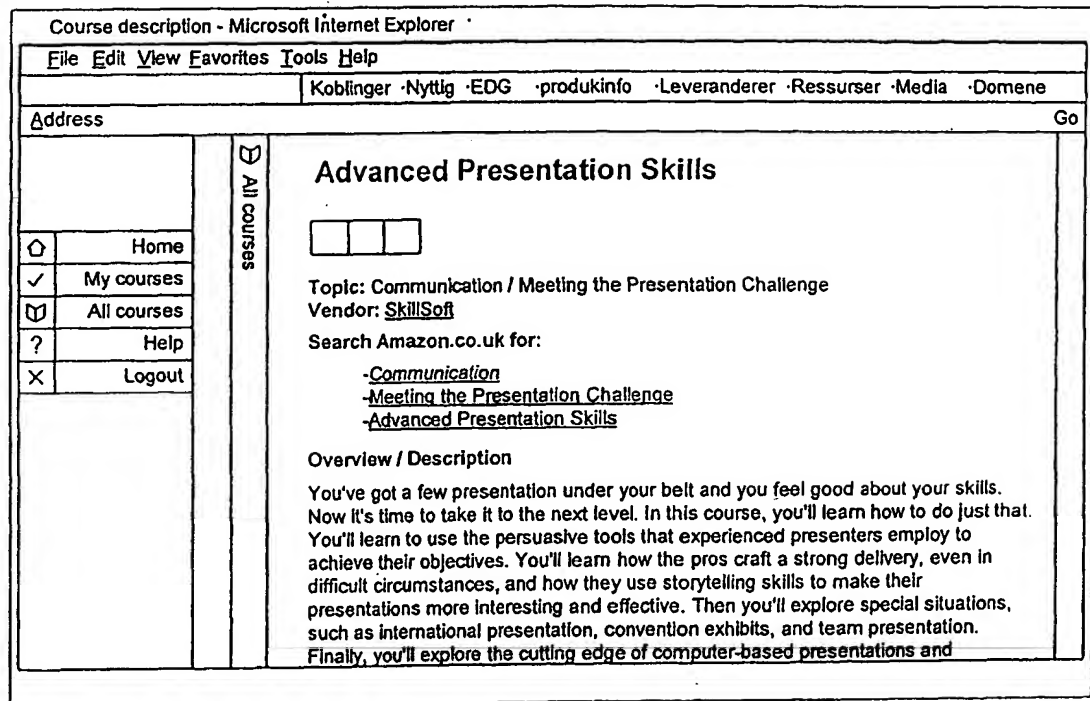 Course description - Microsoft Internet Explorer
File Edit View Favorites Tools Help
Koblinger ·Nyttig ·EDG ·produkinfo ·Leveranderer ·Ressurser ·Media ·Domene
Address Go
All courses
Home
My courses
All courses
? Help
Logout
Advanced Presentation Skills
Topic: Communication / Meeting the Presentation Challenge
Vendor: SkillSoft
Search Amazon.co.uk for:
-Communication
-Meeting the Presentation Challenge
-Advanced Presentation Skills
Overview / Description
You've got a few presentation under your belt and you feel good about your skills.
Now it's time to take it to the next level. In this course, you'll learn how to do just that.
You'll learn to use the persuasive tools that experienced presenters employ to
achieve their objectives. You'll learn how the pros craft a strong delivery, even in
difficult circumstances, and how they use storytelling skills to make their
presentations more interesting and effective. Then you'll explore special situations,
such as international presentation, convention exhibits, and team presentation.
Finally, you'll explore the cutting edge of computer-based presentations and